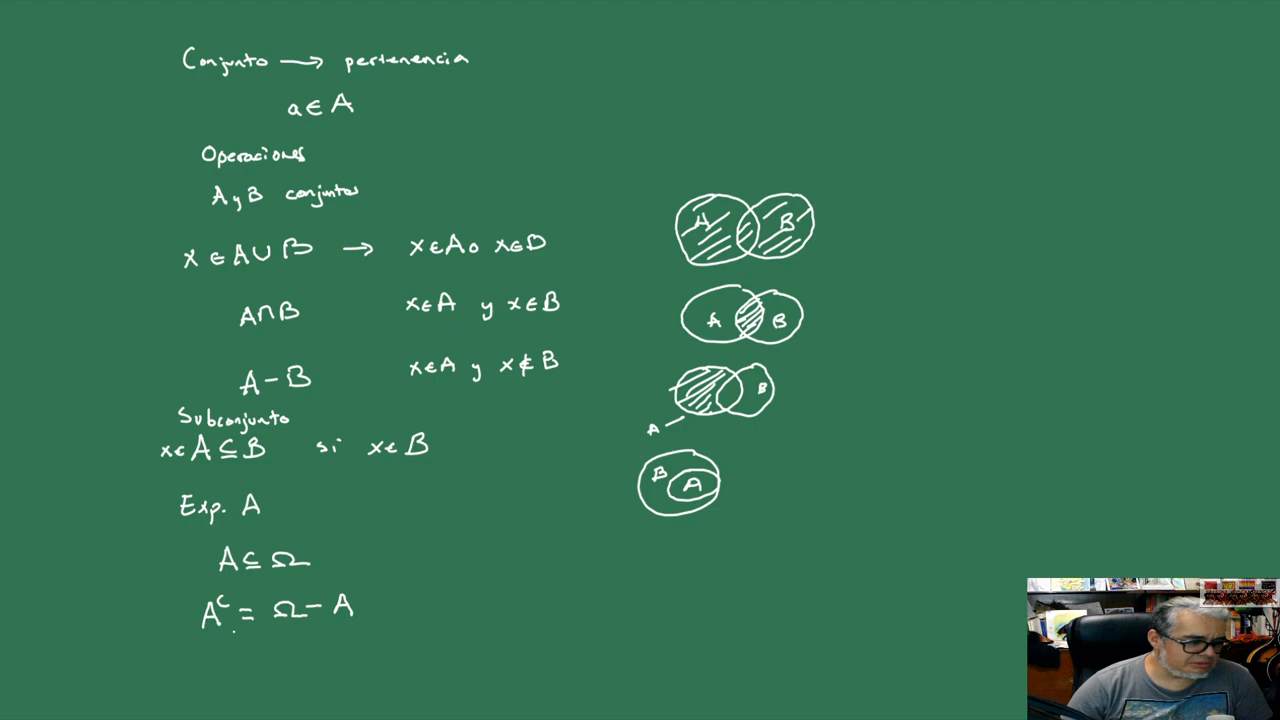 Conjunto → pertenencia
a ∈ A
Operaciones
A y B conjuntos
x ∈ A ∪ B → x ∈ A o x ∈ B
A ∩ B x ∈ A y x ∈ B
A − B x ∈ A y x ∉ B
Subconjunto
x ∈ A ⊆ B si x ∈ B
Exp. A
A ⊆ Ω
Aᶜ = Ω − A
A B
A B
B
A
B A